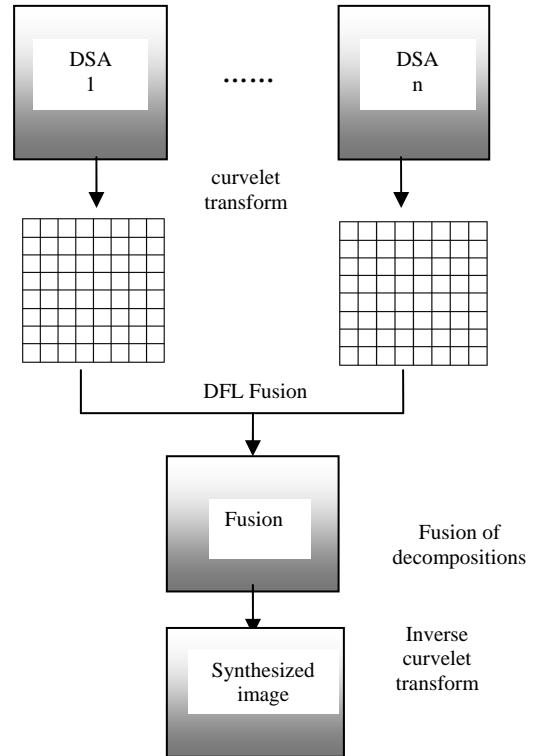 DSA
1
......
DSA
n
curvelet
transform
DFL Fusion
Fusion
Fusion of
decompositions
Synthesized
image
Inverse
curvelet
transform